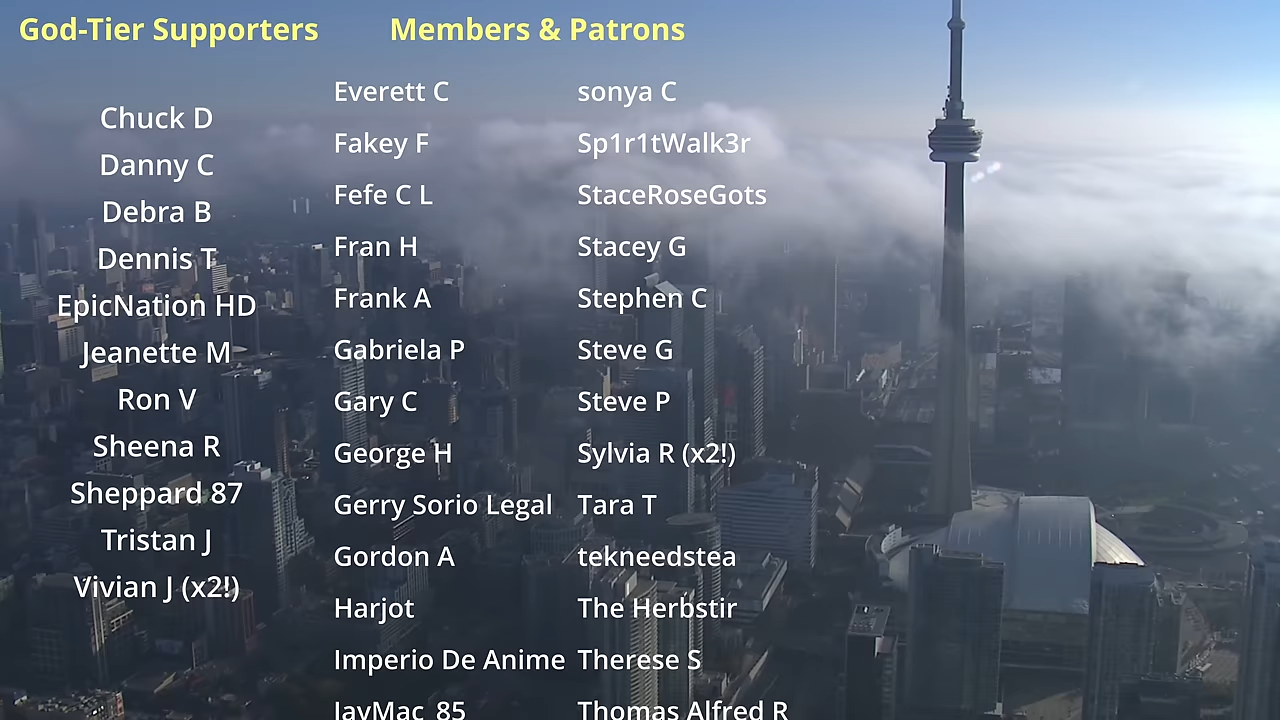 God-Tier Supporters
Chuck D
Danny C
Debra B
Dennis T
EpicNation HD
Jeanette M
Ron V
Sheena R
Sheppard 87
Tristan J
Vivian J (x2!)
Members & Patrons
Everett C
Fakey F
Fefe C L
Fran H
Frank A
Gabriela P
Gary C
George H
Gerry Sorio Legal
Gordon A
Harjot
Imperio De Anime
JayMac_85
sonya C
Sp1r1tWalk3r
StaceRoseGots
Stacey G
Stephen C
Steve G
Steve P
Sylvia R (x2!)
Tara T
tekneedstea
The Herbstir
Therese S
Thomas Alfred R